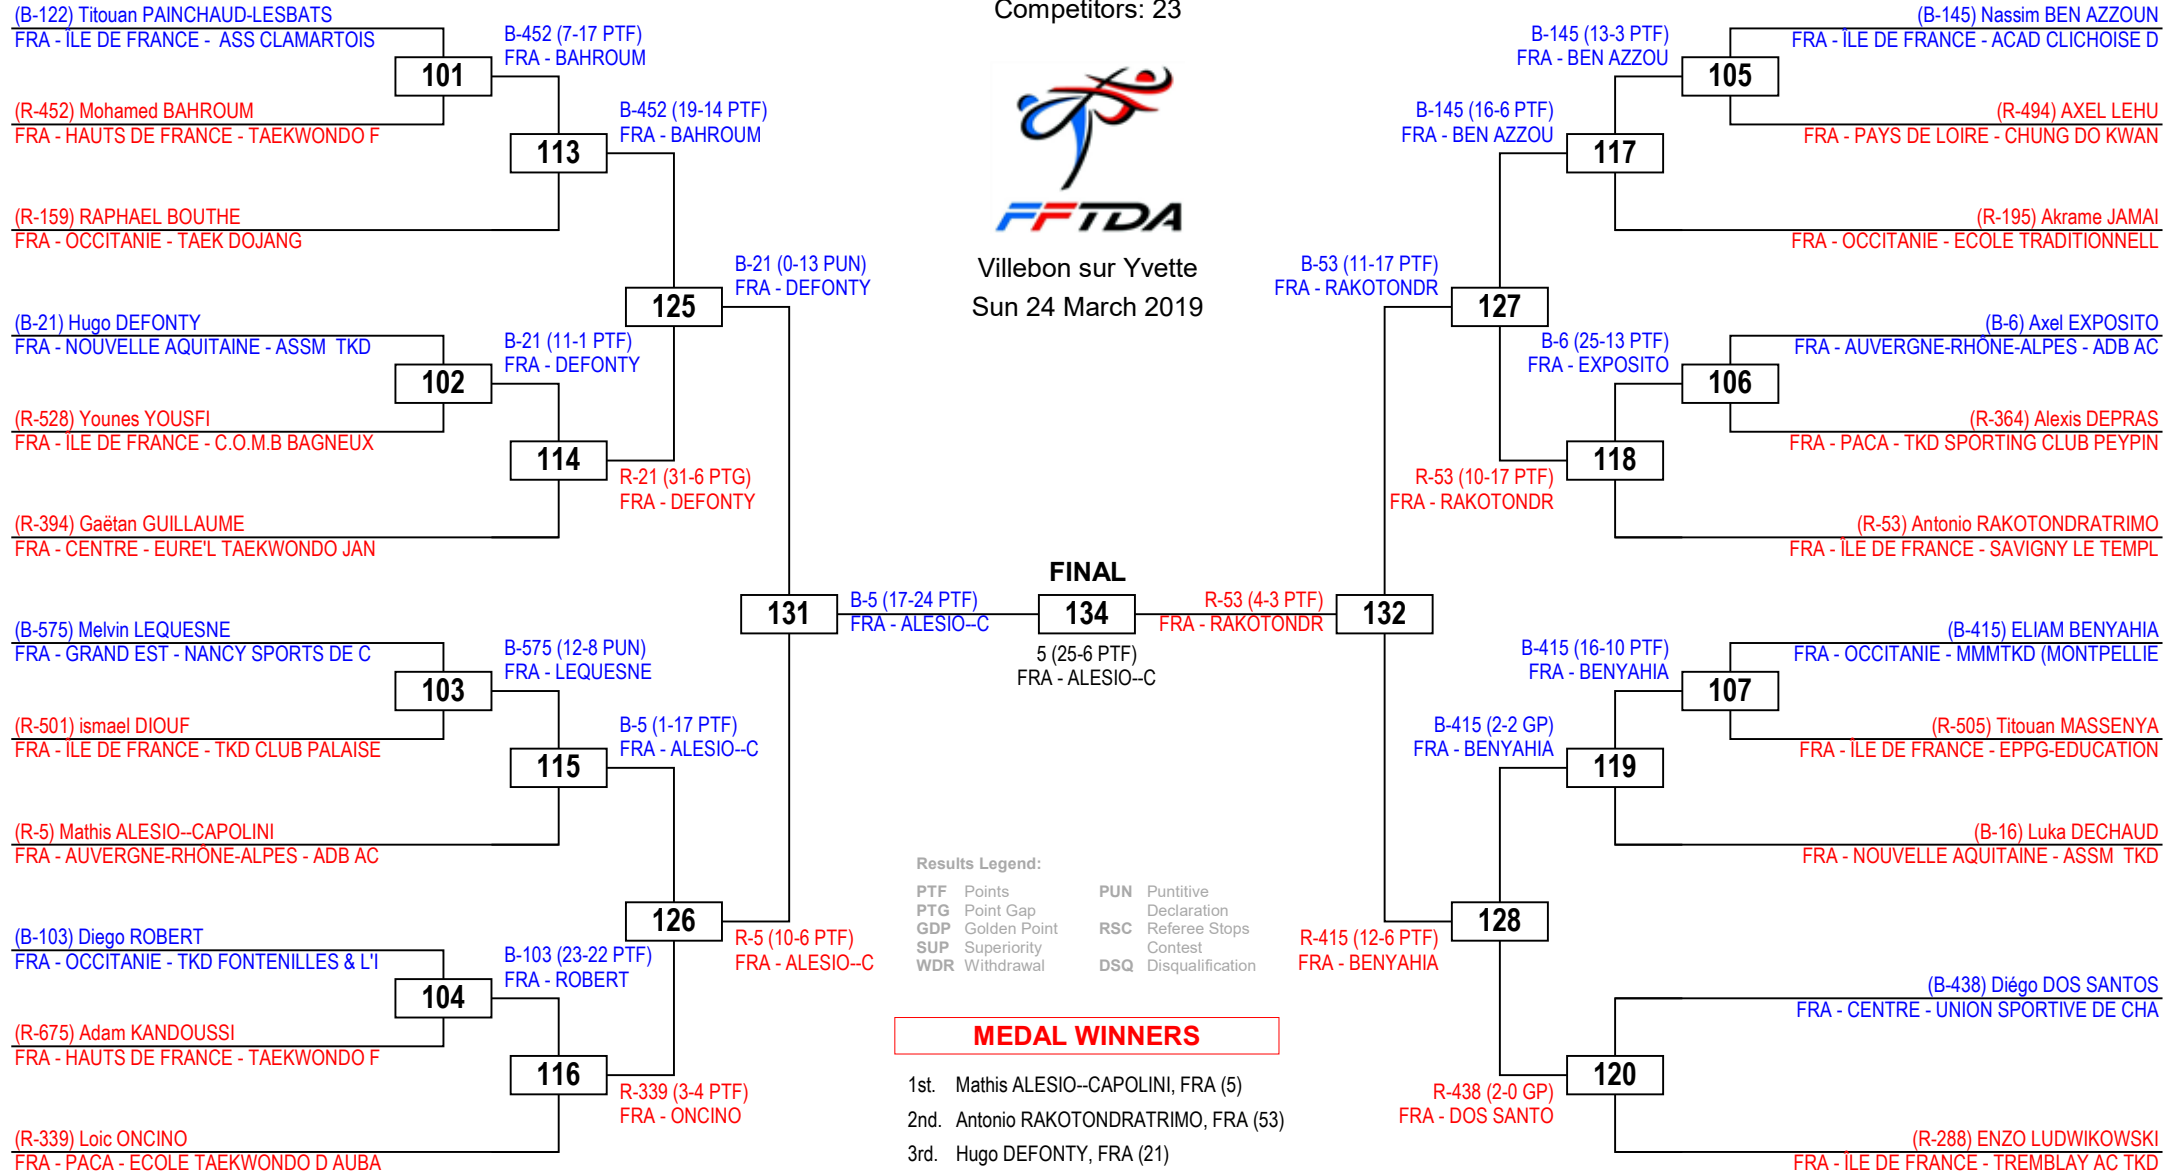 Competitors: 23
FFTDA
Villebon sur Yvette
Sun 24 March 2019
(B-122) Titouan PAINCHAUD-LESBATS
FRA - ÎLE DE FRANCE - ASS CLAMARTOIS
101
(R-452) Mohamed BAHROUM
FRA - HAUTS DE FRANCE - TAEKWONDO F
B-452 (7-17 PTF)
FRA - BAHROUM
113
(R-159) RAPHAEL BOUTHE
FRA - OCCITANIE - TAEK DOJANG
B-452 (19-14 PTF)
FRA - BAHROUM
125
(B-21) Hugo DEFONTY
FRA - NOUVELLE AQUITAINE - ASSM TKD
102
(R-528) Younes YOUSFI
FRA - ÎLE DE FRANCE - C.O.M.B BAGNEUX
B-21 (11-1 PTF)
FRA - DEFONTY
114
(R-394) Gaëtan GUILLAUME
FRA - CENTRE - EURE'L TAEKWONDO JAN
R-21 (31-6 PTG)
FRA - DEFONTY
B-21 (0-13 PUN)
FRA - DEFONTY
131
(B-575) Melvin LEQUESNE
FRA - GRAND EST - NANCY SPORTS DE C
103
(R-501) ismael DIOUF
FRA - ÎLE DE FRANCE - TKD CLUB PALAISE
B-575 (12-8 PUN)
FRA - LEQUESNE
115
(R-5) Mathis ALESIO--CAPOLINI
FRA - AUVERGNE-RHÔNE-ALPES - ADB AC
B-5 (1-17 PTF)
FRA - ALESIO--C
126
(B-103) Diego ROBERT
FRA - OCCITANIE - TKD FONTENILLES & L'I
104
(R-675) Adam KANDOUSSI
FRA - HAUTS DE FRANCE - TAEKWONDO F
B-103 (23-22 PTF)
FRA - ROBERT
116
(R-339) Loic ONCINO
FRA - PACA - ECOLE TAEKWONDO D AUBA
R-339 (3-4 PTF)
FRA - ONCINO
R-5 (10-6 PTF)
FRA - ALESIO--C
B-5 (17-24 PTF)
FRA - ALESIO--C
FINAL
134
5 (25-6 PTF)
FRA - ALESIO--C
R-53 (4-3 PTF)
FRA - RAKOTONDR
132
(B-145) Nassim BEN AZZOUN
FRA - ÎLE DE FRANCE - ACAD CLICHOISE D
105
(R-494) AXEL LEHU
FRA - PAYS DE LOIRE - CHUNG DO KWAN
B-145 (13-3 PTF)
FRA - BEN AZZOU
117
(R-195) Akrame JAMAI
FRA - OCCITANIE - ECOLE TRADITIONNELL
B-145 (16-6 PTF)
FRA - BEN AZZOU
127
(B-6) Axel EXPOSITO
FRA - AUVERGNE-RHÔNE-ALPES - ADB AC
106
(R-364) Alexis DEPRAS
FRA - PACA - TKD SPORTING CLUB PEYPIN
B-6 (25-13 PTF)
FRA - EXPOSITO
118
(R-53) Antonio RAKOTONDRATRIMO
FRA - ÎLE DE FRANCE - SAVIGNY LE TEMPL
R-53 (10-17 PTF)
FRA - RAKOTONDR
B-53 (11-17 PTF)
FRA - RAKOTONDR
(B-415) ELIAM BENYAHIA
FRA - OCCITANIE - MMMTKD (MONTPELLIE
107
(R-505) Titouan MASSENYA
FRA - ÎLE DE FRANCE - EPPG-EDUCATION
B-415 (16-10 PTF)
FRA - BENYAHIA
119
(B-16) Luka DECHAUD
FRA - NOUVELLE AQUITAINE - ASSM TKD
B-415 (2-2 GP)
FRA - BENYAHIA
128
(B-438) Diégo DOS SANTOS
FRA - CENTRE - UNION SPORTIVE DE CHA
120
(R-288) ENZO LUDWIKOWSKI
FRA - ÎLE DE FRANCE - TREMBLAY AC TKD
R-438 (2-0 GP)
FRA - DOS SANTO
R-415 (12-6 PTF)
FRA - BENYAHIA
Results Legend:
PTF Points
PTG Point Gap
GDP Golden Point
SUP Superiority
WDR Withdrawal
PUN Puntitive
Declaration
RSC Referee Stops
Contest
DSQ Disqualification
MEDAL WINNERS
1st. Mathis ALESIO--CAPOLINI, FRA (5)
2nd. Antonio RAKOTONDRATRIMO, FRA (53)
3rd. Hugo DEFONTY, FRA (21)